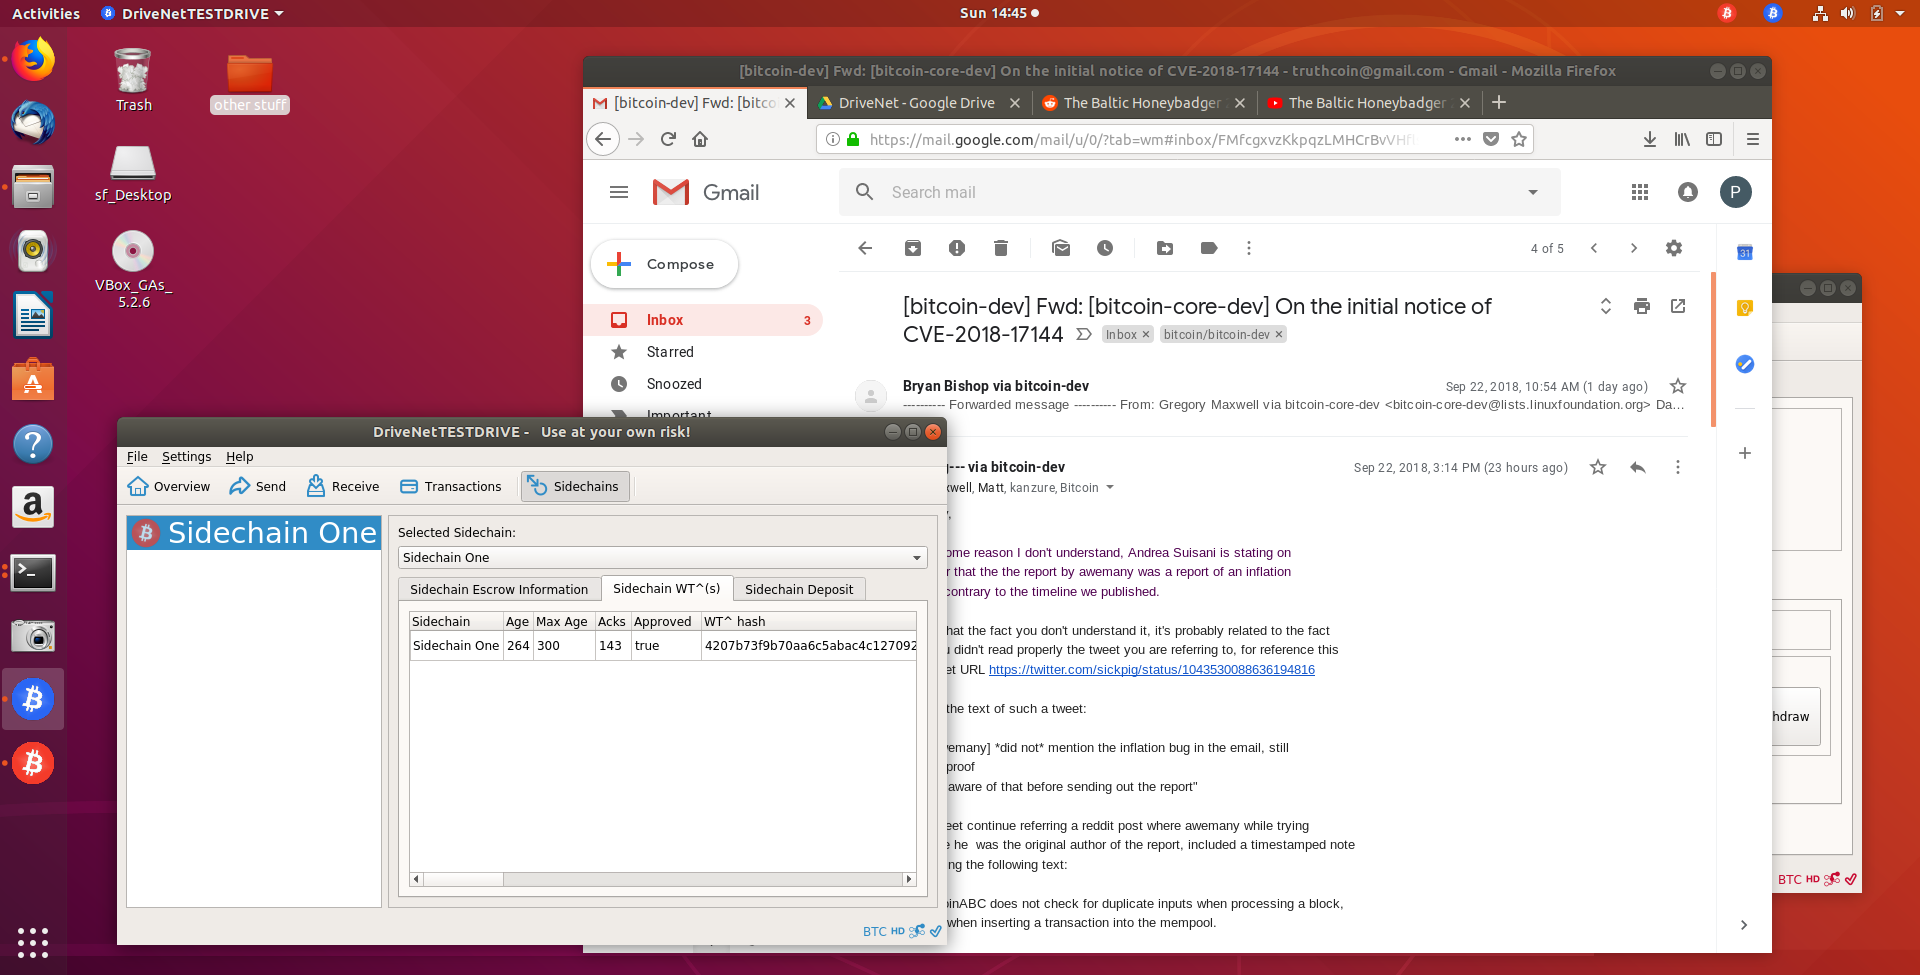 Activities
DriveNetTESTDRIVE
Sun 14:45
Trash
other stuff
sf_Desktop
VBox_GAs_
5.2.6
[bitcoin-dev] Fwd: [bitcoin-core-dev] On the initial notice of CVE-2018-17144 - truthcoin@gmail.com - Gmail - Mozilla Firefox
[bitcoin-dev] Fwd: [bitco
DriveNet - Google Drive
The Baltic Honeybadger
The Baltic Honeybadger
https://mail.google.com/mail/u/0/?tab=wm#inbox/FMfcgxvzKkpqzLMHCrBvVHf
Gmail
Search mail
P
Compose
4 of 5
31
Inbox 3
Starred
Snoozed
Important
[bitcoin-dev] Fwd: [bitcoin-core-dev] On the initial notice of
CVE-2018-17144 Inbox × bitcoin/bitcoin-dev ×
Bryan Bishop via bitcoin-dev
Sep 22, 2018, 10:54 AM (1 day ago)
---------- Forwarded message ---------- From: Gregory Maxwell via bitcoin-core-dev <bitcoin-core-dev@lists.linuxfoundation.org> Da...
--- via bitcoin-dev
Sep 22, 2018, 3:14 PM (23 hours ago)
well, Matt, kanzure, Bitcoin
ome reason I don't understand, Andrea Suisani is stating on
r that the the report by awemany was a report of an inflation
contrary to the timeline we published.
hat the fact you don't understand it, it's probably related to the fact
u didn't read properly the tweet you are referring to, for reference this
et URL https://twitter.com/sickpig/status/1043530088636194816
the text of such a tweet:
wemany] *did not* mention the inflation bug in the email, still
proof
aware of that before sending out the report"
eet continue referring a reddit post where awemany while trying
e he  was the original author of the report, included a timestamped note
ng the following text:
oinABC does not check for duplicate inputs when processing a block,
when inserting a transaction into the mempool.
DriveNetTESTDRIVE -   Use at your own risk!
File Settings Help
Overview Send Receive Transactions Sidechains
Sidechain One
Selected Sidechain:
Sidechain One
Sidechain Escrow Information Sidechain WT^(s) Sidechain Deposit
Sidechain Age Max Age Acks Approved WT^ hash
Sidechain One 264 300 143 true 4207b73f9b70aa6c5abac4c127092
BTC HD
hdraw
BTC HD